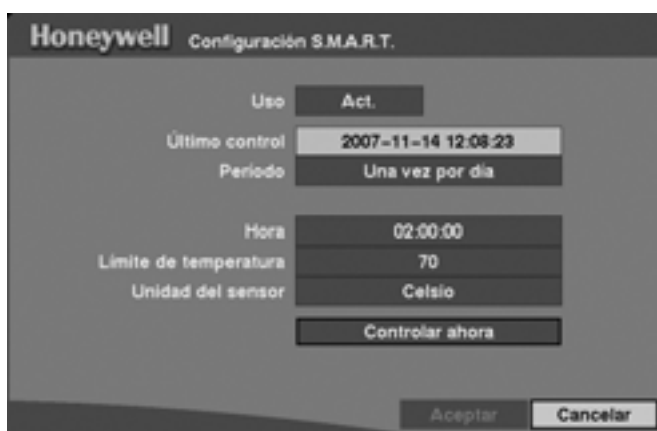 Honeywell Configuración S.M.A.R.T.
Uso Act.
Último control 2007-11-14 12:08:23
Período Una vez por día
Hora 02:00:00
Límite de temperatura 70
Unidad del sensor Celsio
Controlar ahora
Aceptar Cancelar